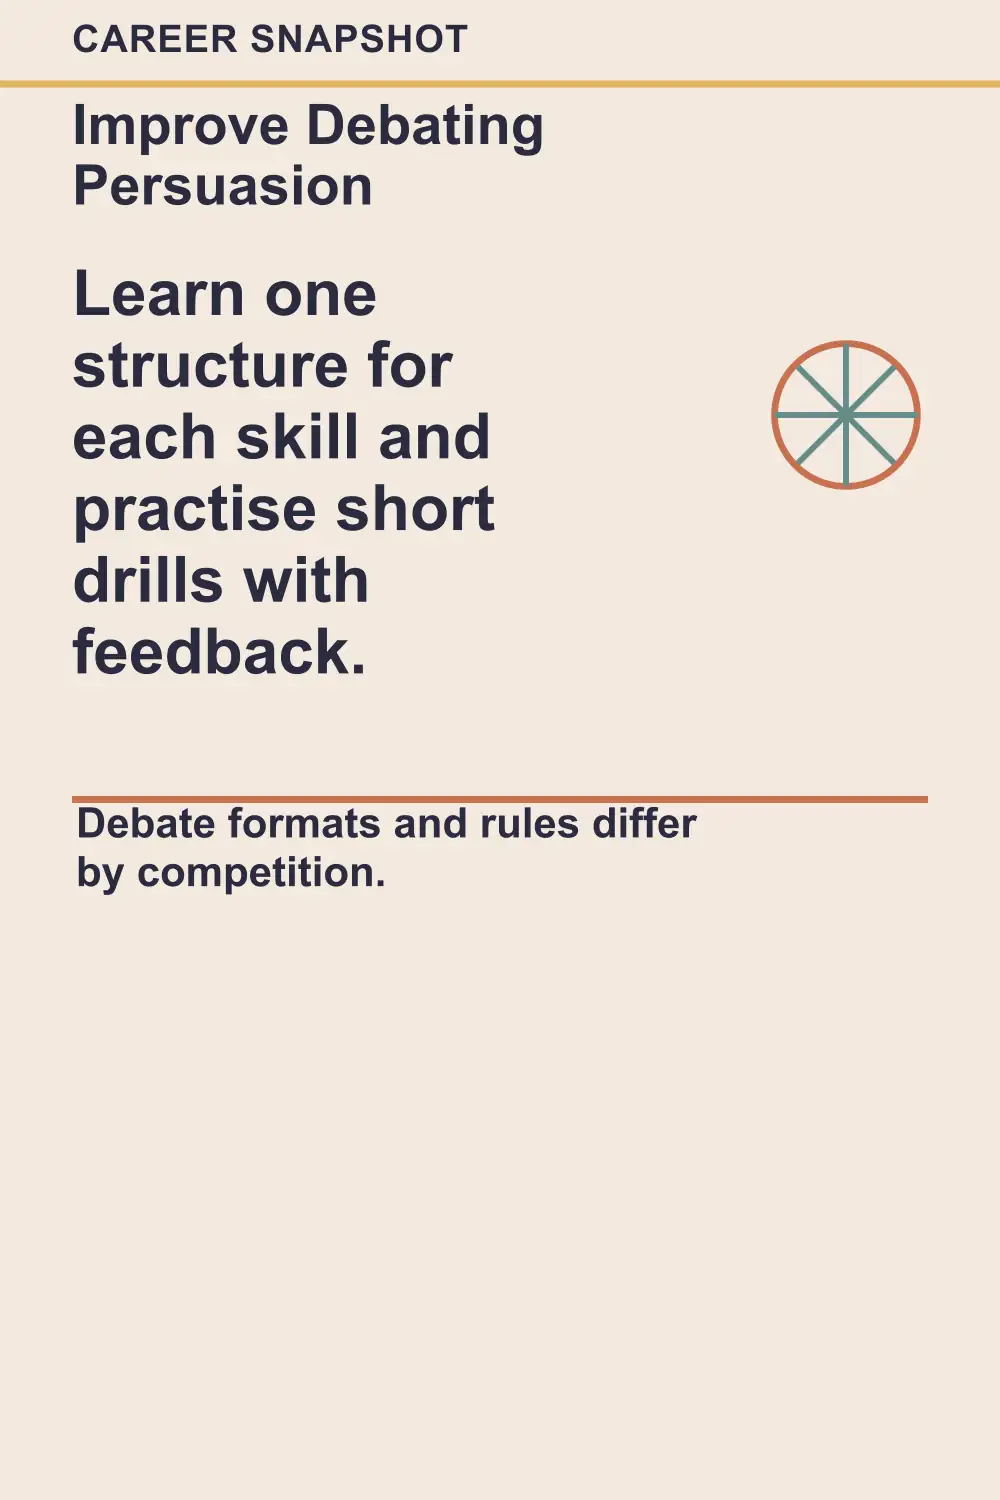 CAREER SNAPSHOT
Improve Debating
Persuasion
Learn one
structure for
each skill and
practise short
drills with
feedback.
Debate formats and rules differ
by competition.